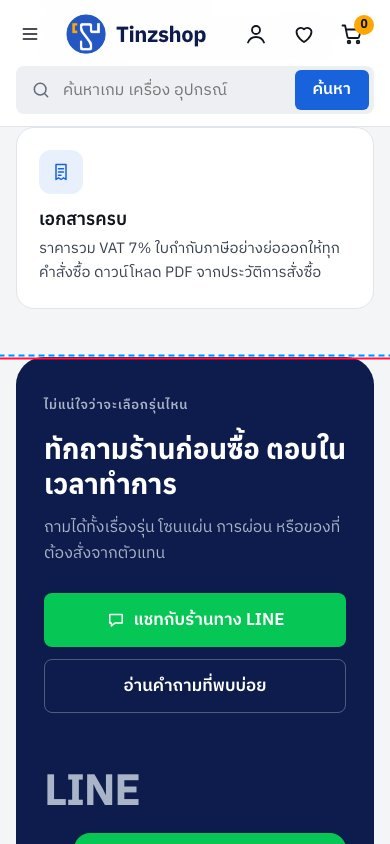 Tinzshop
0
ค้นหาเกม เครื่อง อุปกรณ์
ค้นหา
เอกสารครบ
ราคารวม VAT 7% ใบกำกับภาษีอย่างย่อออกให้ทุก
คำสั่งซื้อ ดาวน์โหลด PDF จากประวัติการสั่งซื้อ
ไม่แน่ใจว่าจะเลือกรุ่นไหน
ทักถามร้านก่อนซื้อ ตอบใน
เวลาทำการ
ถามได้ทั้งเรื่องรุ่น โซนแผ่น การผ่อน หรือของที่
ต้องสั่งจากตัวแทน
แชทกับร้านทาง LINE
อ่านคำถามที่พบบ่อย
LINE